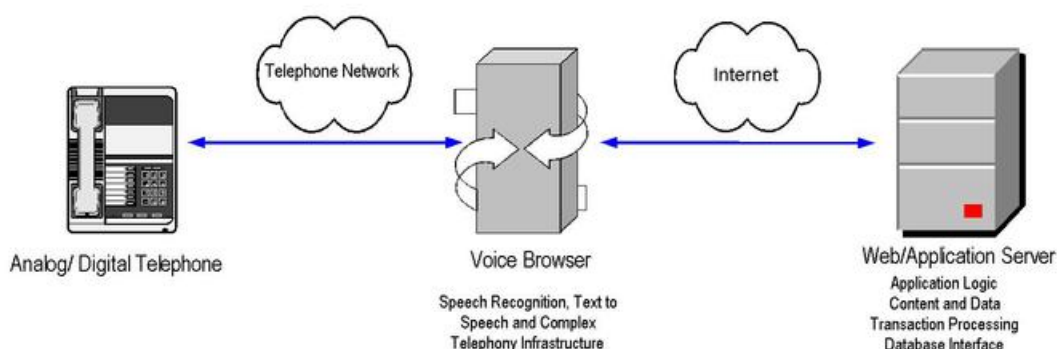 Telephone Network
Internet
Analog/ Digital Telephone
Voice Browser
Speech Recognition, Text to
Speech and Complex
Telephony Infrastructure
Web/Application Server
Application Logic
Content and Data
Transaction Processing
Database Interface